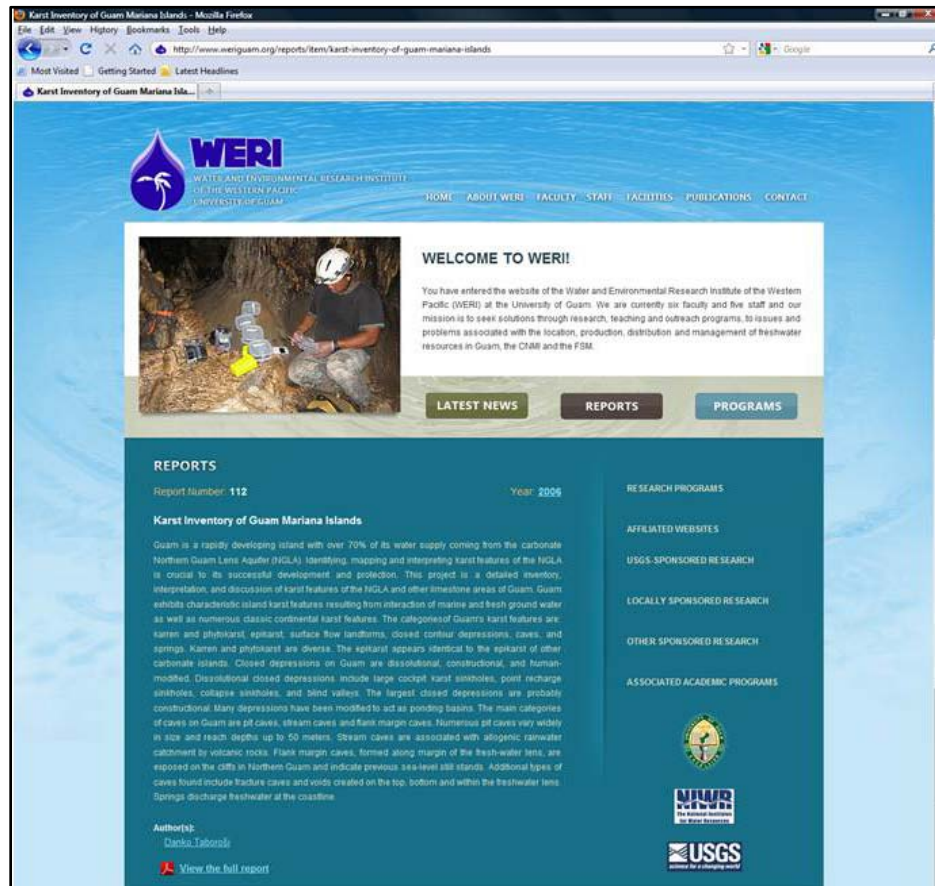 Karst Inventory of Guam Mariana Islands - Mozilla Firefox
File Edit View History Bookmarks Tools Help
http://www.weriguam.org/reports/item/karst-inventory-of-guam-mariana-islands
Google
Most Visited Getting Started Latest Headlines
Karst Inventory of Guam Mariana Isla...
WERI
WATER AND ENVIRONMENTAL RESEARCH INSTITUTE
OF THE WESTERN PACIFIC
UNIVERSITY OF GUAM
HOME ABOUT WERI FACULTY STAFF FACILITIES PUBLICATIONS CONTACT
WELCOME TO WERI!
You have entered the website of the Water and Environmental Research Institute of the Western
Pacific (WERI) at the University of Guam. We are currently six faculty and five staff and our
mission is to seek solutions through research, teaching and outreach programs, to issues and
problems associated with the location, production, distribution and management of freshwater
resources in Guam, the CNMI and the FSM.
LATEST NEWS REPORTS PROGRAMS
REPORTS
Report Number: 112 Year: 2006
Karst Inventory of Guam Mariana Islands
Guam is a rapidly developing island with over 70% of its water supply coming from the carbonate
Northern Guam Lens Aquifer (NGLA). Identifying, mapping and interpreting karst features of the NGLA
is crucial to its successful development and protection. This project is a detailed inventory,
interpretation, and discussion of karst features of the NGLA and other limestone areas of Guam. Guam
exhibits characteristic island karst features resulting from interaction of marine and fresh ground water
as well as numerous classic continental karst features. The categoriesof Guam's karst features are:
karren and phytokarst, epikarst, surface flow landforms, closed contour depressions, caves, and
springs. Karren and phytokarst are diverse. The epikarst appears identical to the epikarst of other
carbonate islands. Closed depressions on Guam are dissolutional, constructional, and human-
modified. Dissolutional closed depressions include large cockpit karst sinkholes, point recharge
sinkholes, collapse sinkholes, and blind valleys. The largest closed depressions are probably
constructional. Many depressions have been modified to act as ponding basins. The main categories
of caves on Guam are pit caves, stream caves and flank margin caves. Numerous pit caves vary widely
in size and reach depths up to 50 meters. Stream caves are associated with allogenic rainwater
catchment by volcanic rocks. Flank margin caves, formed along margin of the fresh-water lens, are
exposed on the cliffs in Northern Guam and indicate previous sea-level still stands. Additional types of
caves found include fracture caves and voids created on the top, bottom and within the freshwater lens.
Springs discharge freshwater at the coastline.
Author(s):
Danko Taboroši
View the full report
RESEARCH PROGRAMS
AFFILIATED WEBSITES
USGS-SPONSORED RESEARCH
LOCALLY SPONSORED RESEARCH
OTHER SPONSORED RESEARCH
ASSOCIATED ACADEMIC PROGRAMS
NIWR
The National Institutes
for Water Resources
USGS
science for a changing world